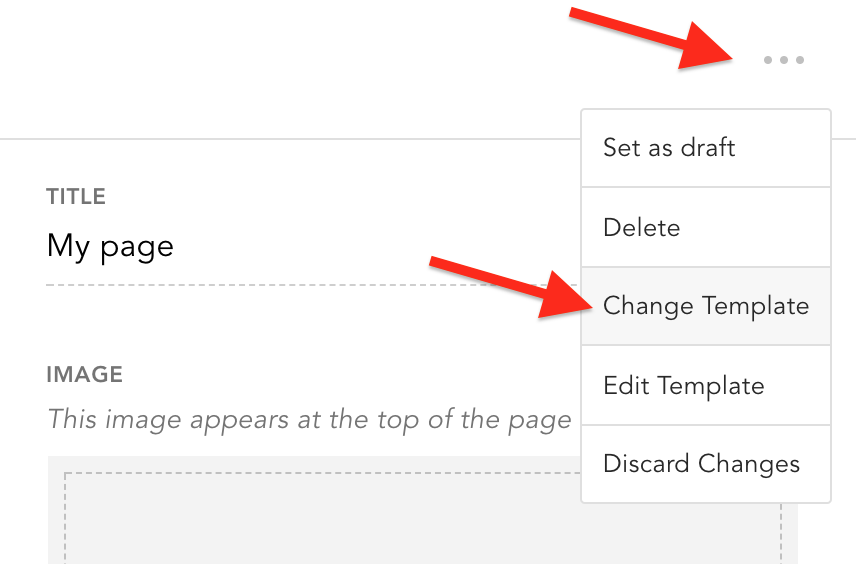 Set as draft
TITLE
Delete
My page
Change Template
IMAGE
Edit Template
This image appears at the top of the page
Discard Changes